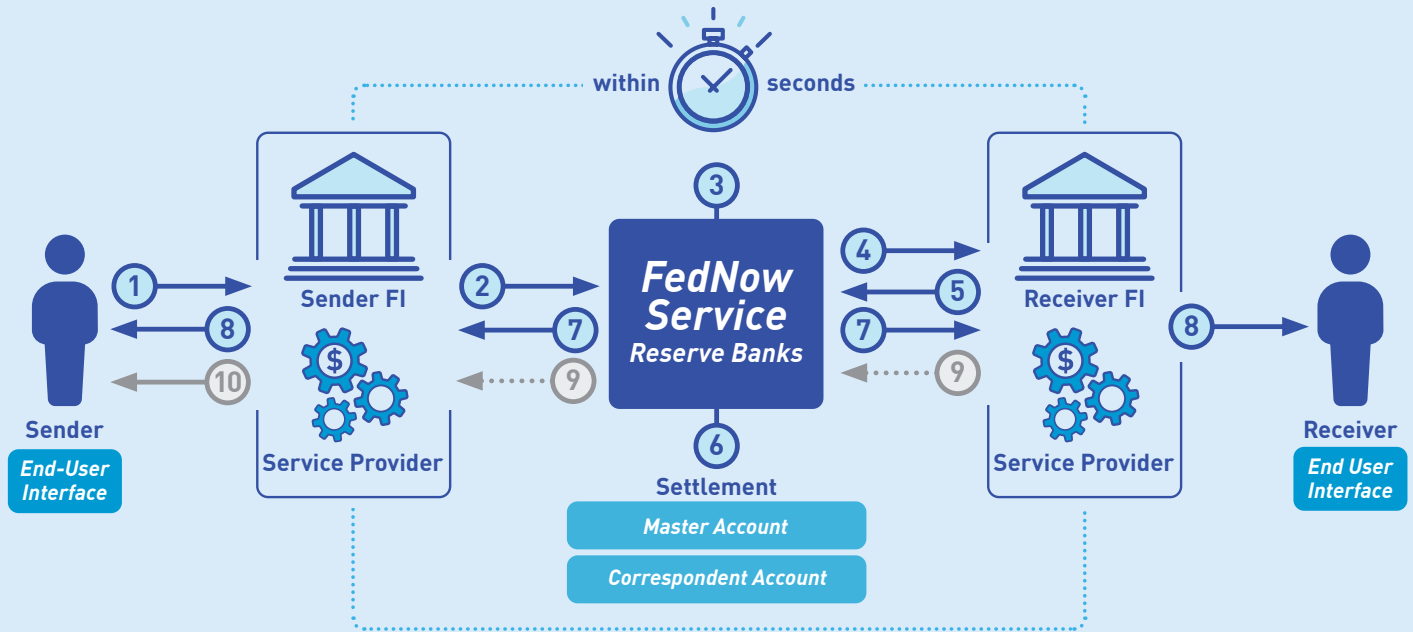 within
seconds
3
1
8
10
Sender
End-User
Interface
Sender FI
$
Service Provider
2
7
9
FedNow
Service
Reserve Banks
6
Settlement
Master Account
Correspondent Account
4
5
7
9
Receiver FI
$
Service Provider
8
Receiver
End User
Interface